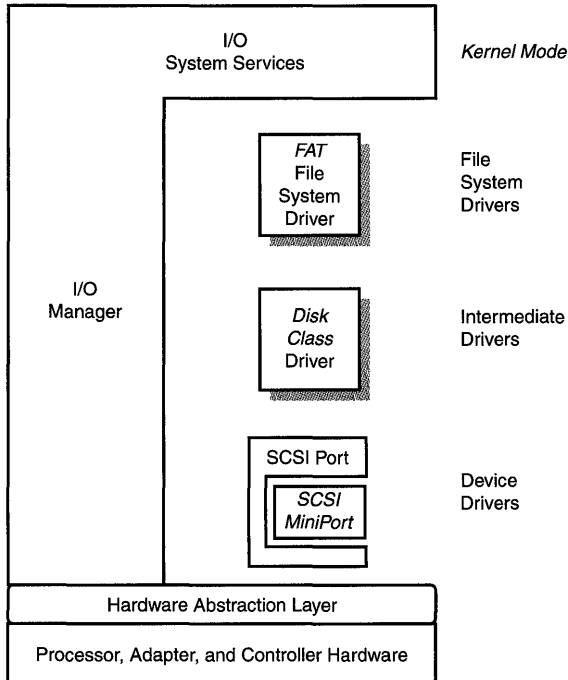 I/O
System Services
Kernel Mode
FAT
File
System
Driver
File
System
Drivers
I/O
Manager
Disk
Class
Driver
Intermediate
Drivers
SCSI Port
SCSI
MiniPort
Device
Drivers
Hardware Abstraction Layer
Processor, Adapter, and Controller Hardware